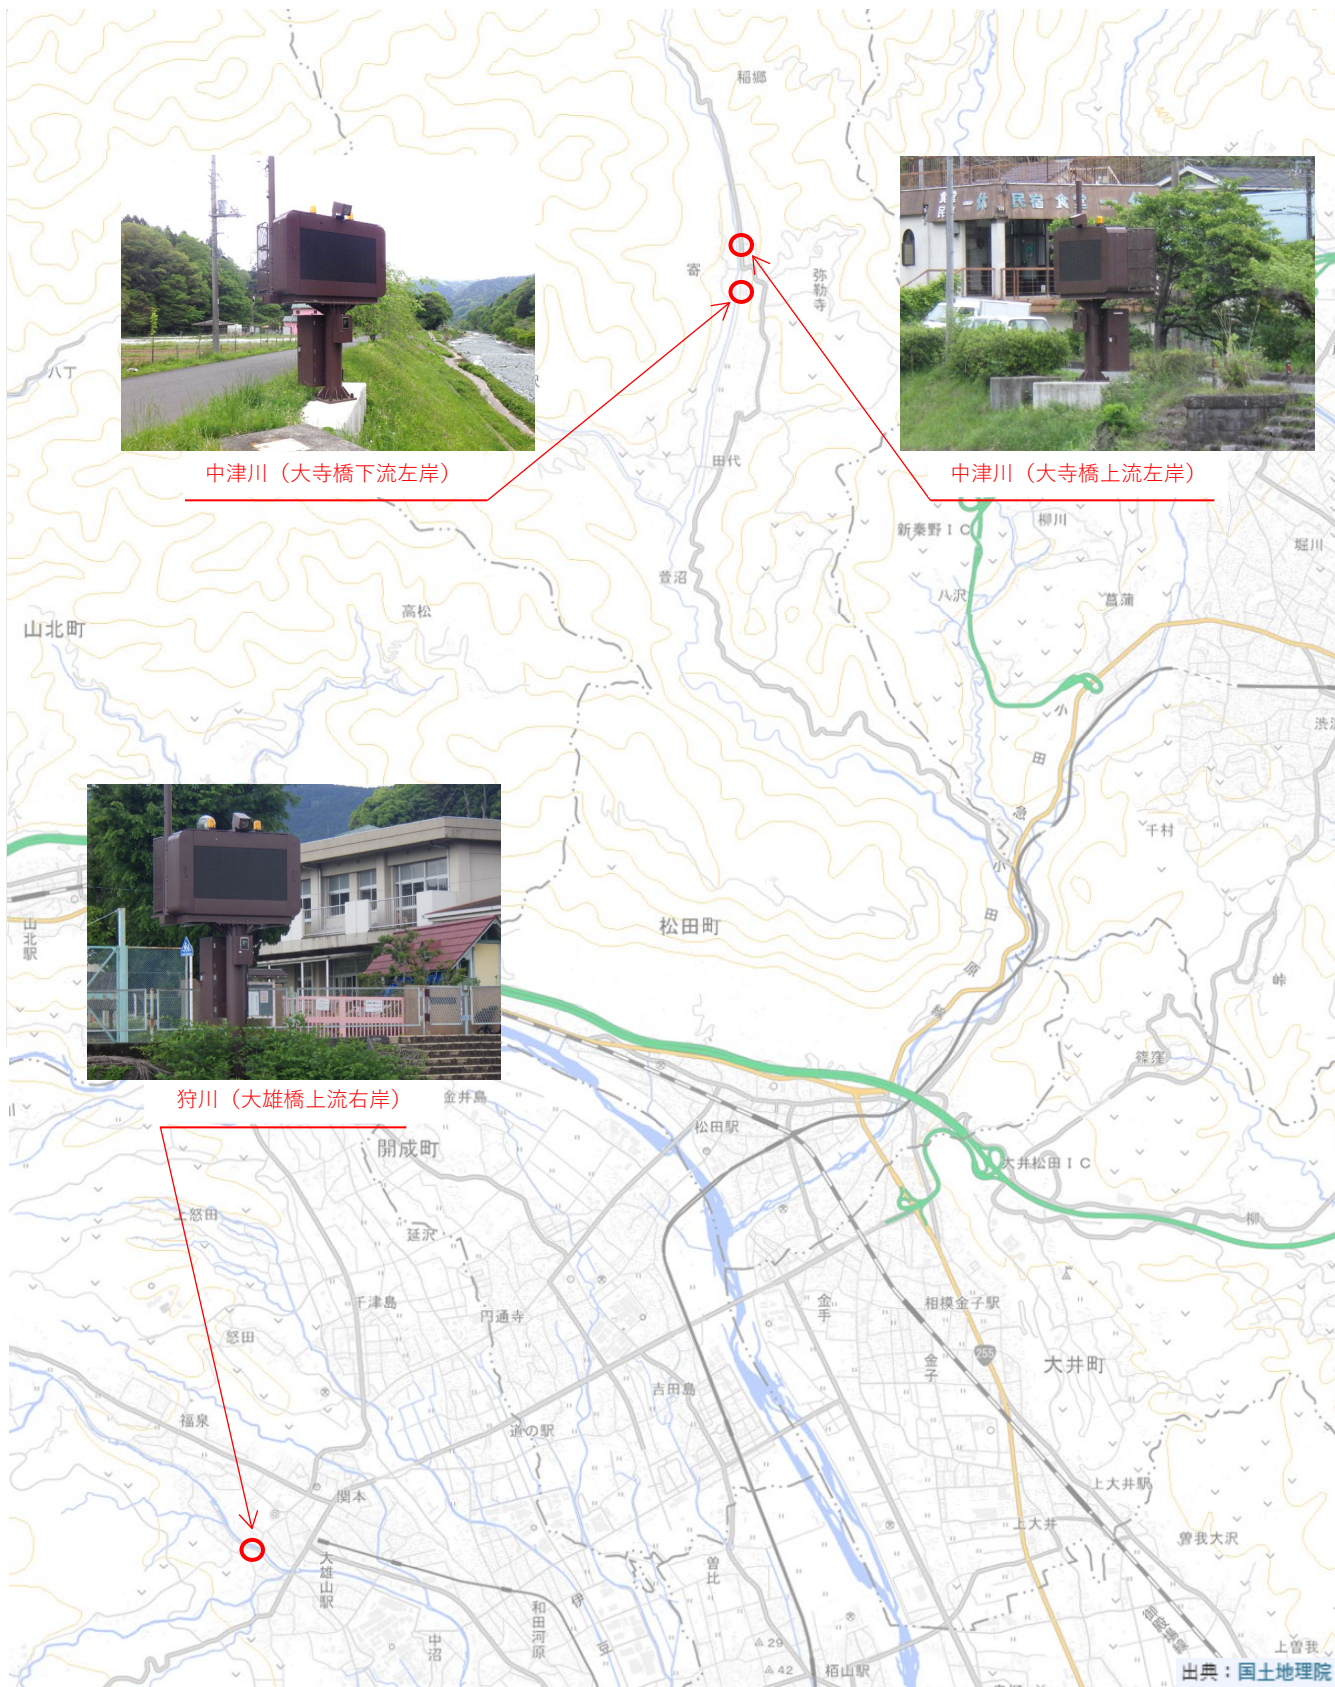 稲郷
寄
弥勒寺
八丁
民宿 食堂
中津川（大寺橋下流左岸）
中津川（大寺橋上流左岸）
田代
新秦野ＩＣ
柳川
堀川
萱沼
八沢
菖蒲
高松
山北町
小
田
急
小
田
原
線
千村
山北駅
松田町
峠
篠窪
狩川（大雄橋上流右岸）
金井島
松田駅
開成町
大井松田ＩＣ
上怒田
延沢
柳
千津島
円通寺
金手
相模金子駅
怒田
255
金子
大井町
吉田島
福泉
道の駅
関本
上大井駅
上大井
曽我大沢
大雄山駅
曽比
伊
豆
和田河原
中沼
29
42
栢山駅
御殿場線
上曽我
出典：国土地理院